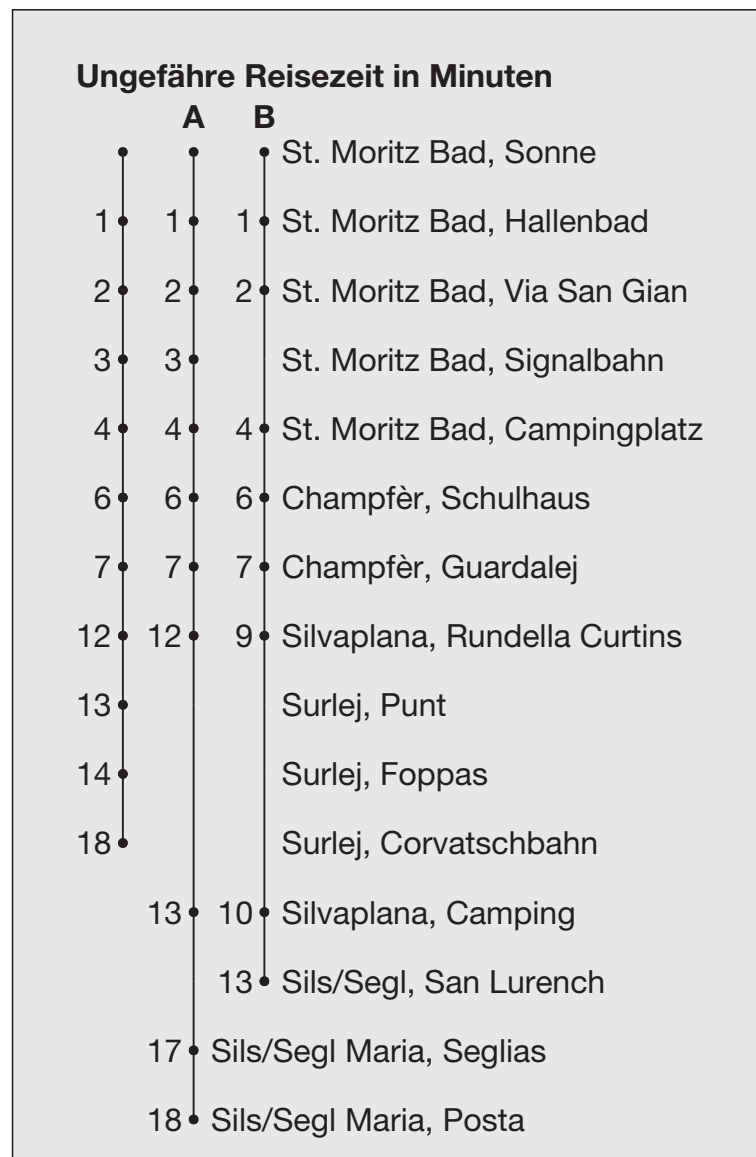 Ungefähre Reisezeit in Minuten
A B
St. Moritz Bad, Sonne
1 1 1 St. Moritz Bad, Hallenbad
2 2 2 St. Moritz Bad, Via San Gian
3 3 St. Moritz Bad, Signalbahn
4 4 4 St. Moritz Bad, Campingplatz
6 6 6 Champfèr, Schulhaus
7 7 7 Champfèr, Guardalej
12 12 9 Silvaplana, Rundella Curtins
13 Surlej, Punt
14 Surlej, Foppas
18 Surlej, Corvatschbahn
13 10 Silvaplana, Camping
13 Sils/Segl, San Lurench
17 Sils/Segl Maria, Seglias
18 Sils/Segl Maria, Posta